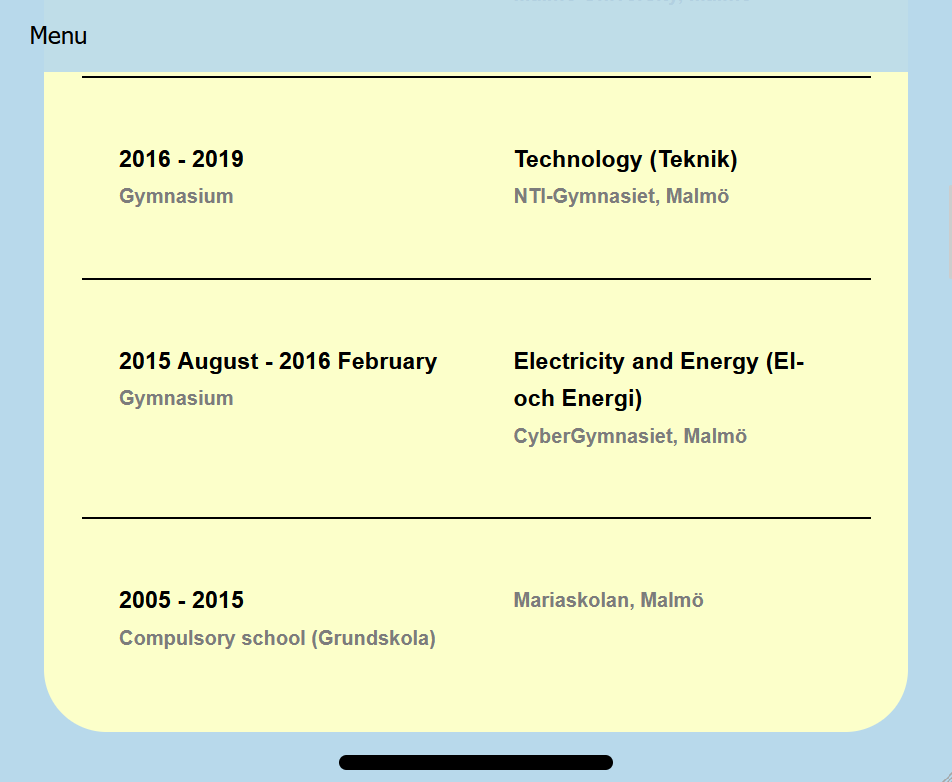 Menu
2016 - 2019
Technology (Teknik)
Gymnasium
NTI-Gymnasiet, Malmö
2015 August - 2016 February
Electricity and Energy (El-
och Energi)
Gymnasium
CyberGymnasiet, Malmö
2005 - 2015
Mariaskolan, Malmö
Compulsory school (Grundskola)